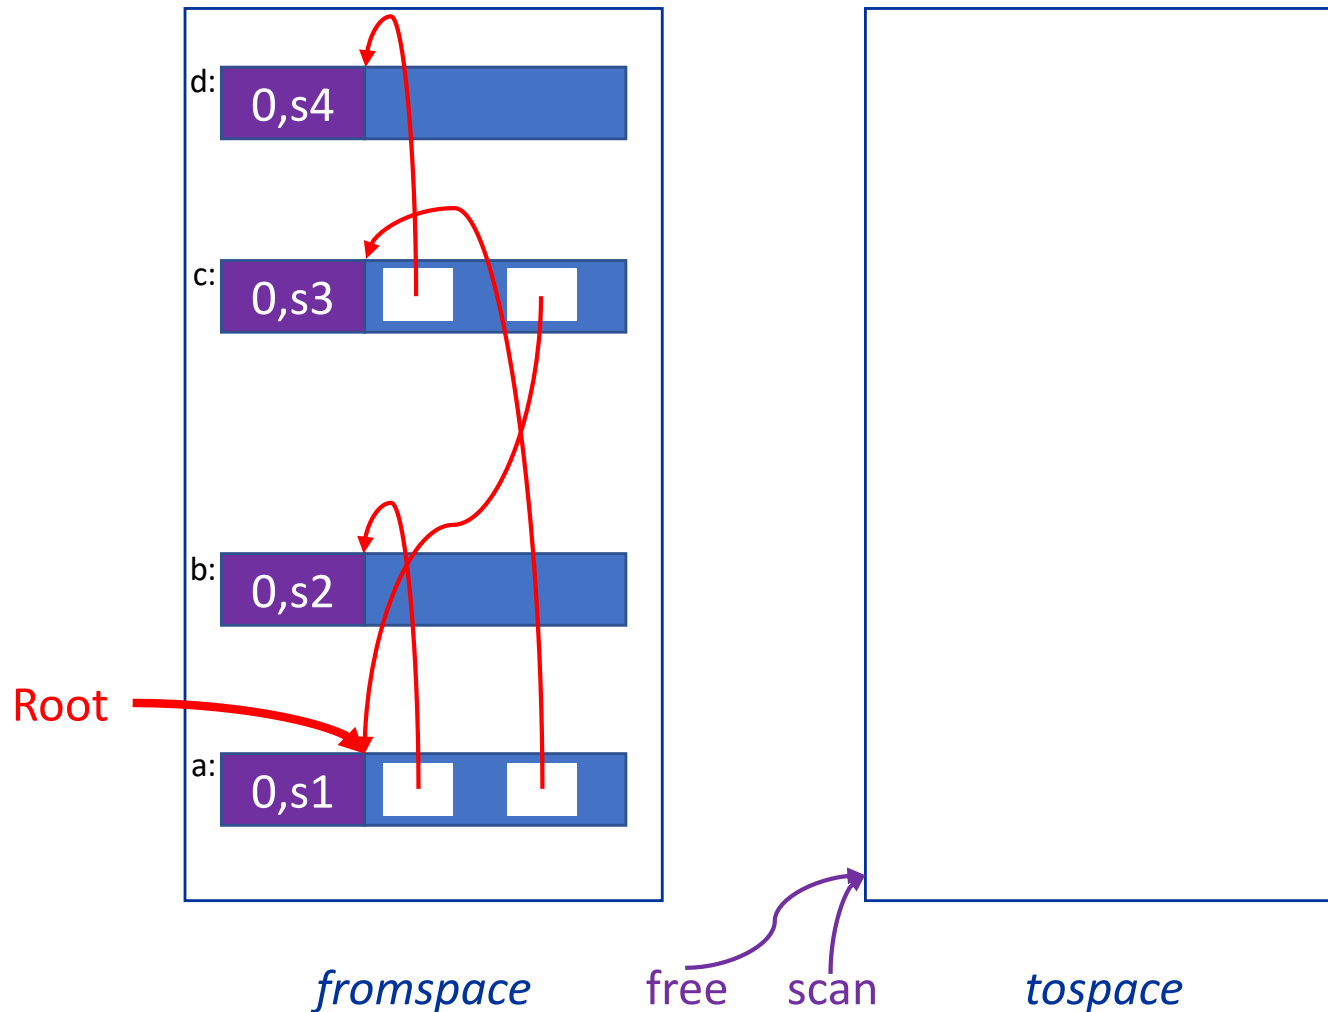 d:
0,s4
c:
0,s3
b:
0,s2
Root
a:
0,s1
free
scan
fromspace
tospace